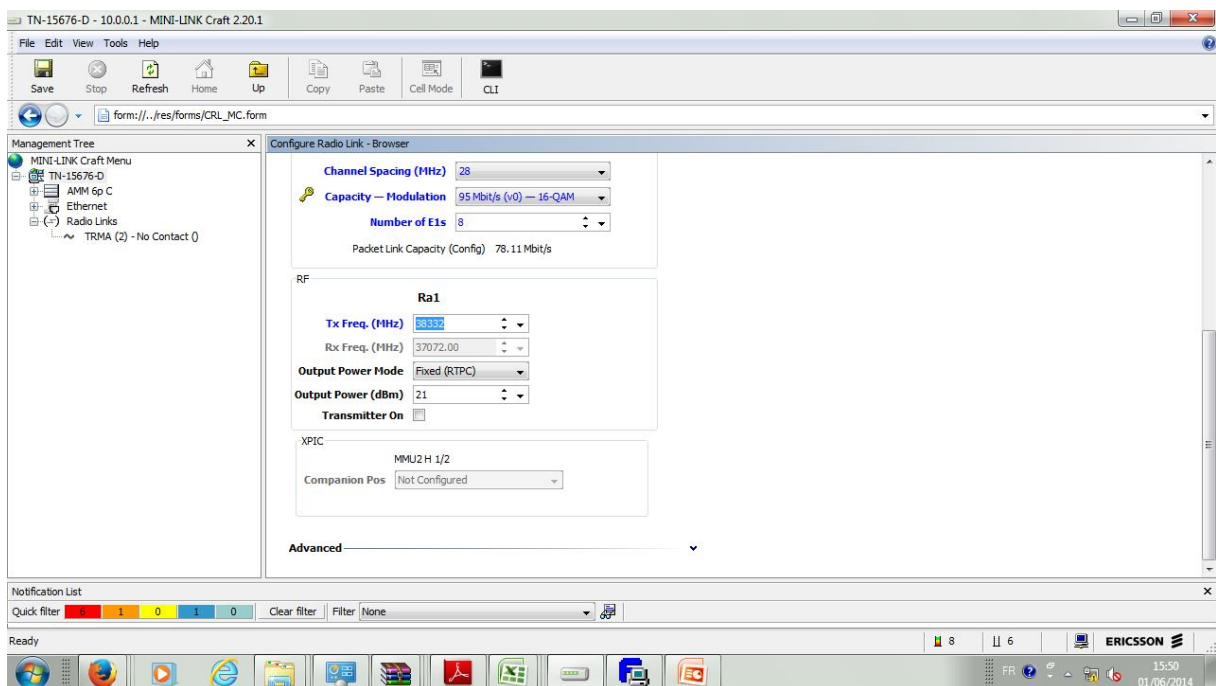 TN-15676-D - 10.0.0.1 - MINI-LINK Craft 2.20.1
File Edit View Tools Help
Save Stop Refresh Home Up Copy Paste Cell Mode CLI
form://../res/forms/CRL_MC.form
Management Tree
MINI-LINK Craft Menu
TN-15676-D
AMM 6p C
Ethernet
Radio Links
TRMA (2) - No Contact ()
Configure Radio Link - Browser
Channel Spacing (MHz) 28
Capacity — Modulation 95 Mbit/s (v0) — 16-QAM
Number of E1s 8
Packet Link Capacity (Config) 78.11 Mbit/s
RF
Ra1
Tx Freq. (MHz) 38332
Rx Freq. (MHz) 37072.00
Output Power Mode Fixed (RTPC)
Output Power (dBm) 21
Transmitter On
XPIC
MMU2 H 1/2
Companion Pos Not Configured
Advanced
Notification List
Quick filter 6 1 0 1 0 Clear filter Filter None
Ready 8 6 ERICSSON
FR 15:50
01/06/2014